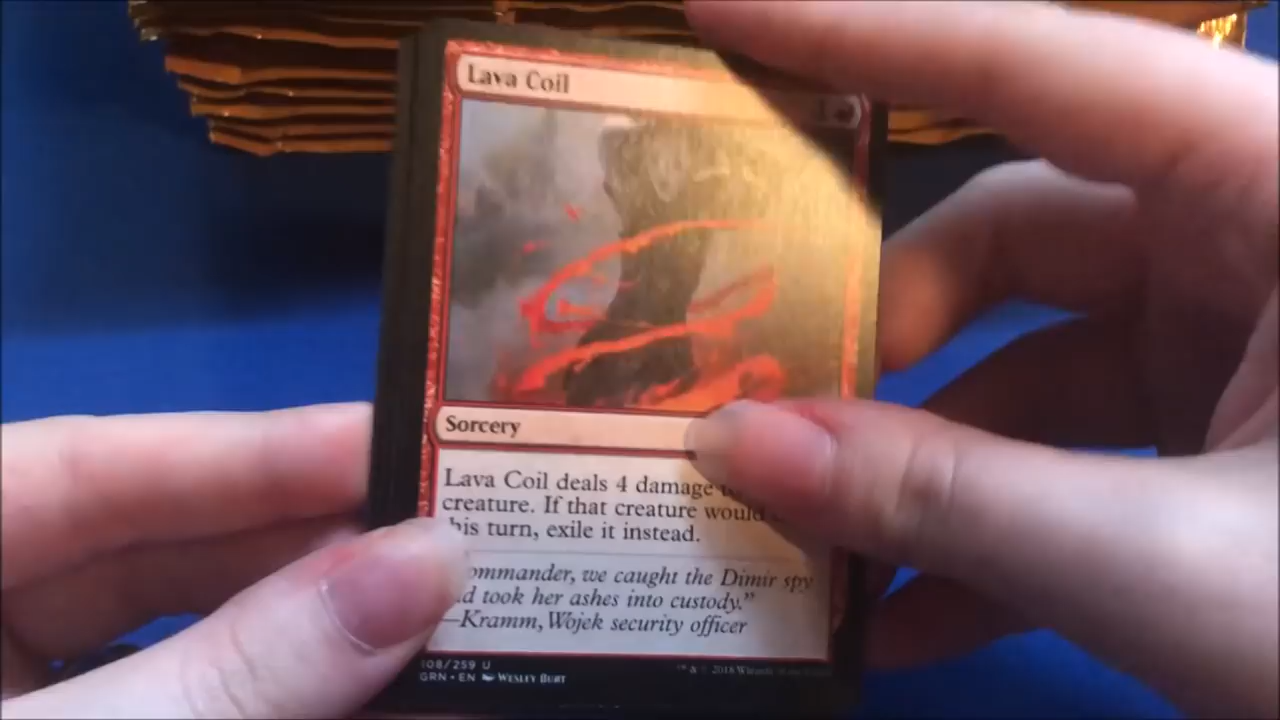 Lava Coil
1
Sorcery
Lava Coil deals 4 damage
creature. If that creature would
his turn, exile it instead.
ommander, we caught the Dimir spy
d took her ashes into custody."
—Kramm, Wojek security officer
108/259 U
GRN • EN Wesley Burt
™ & © 2018 Wizards